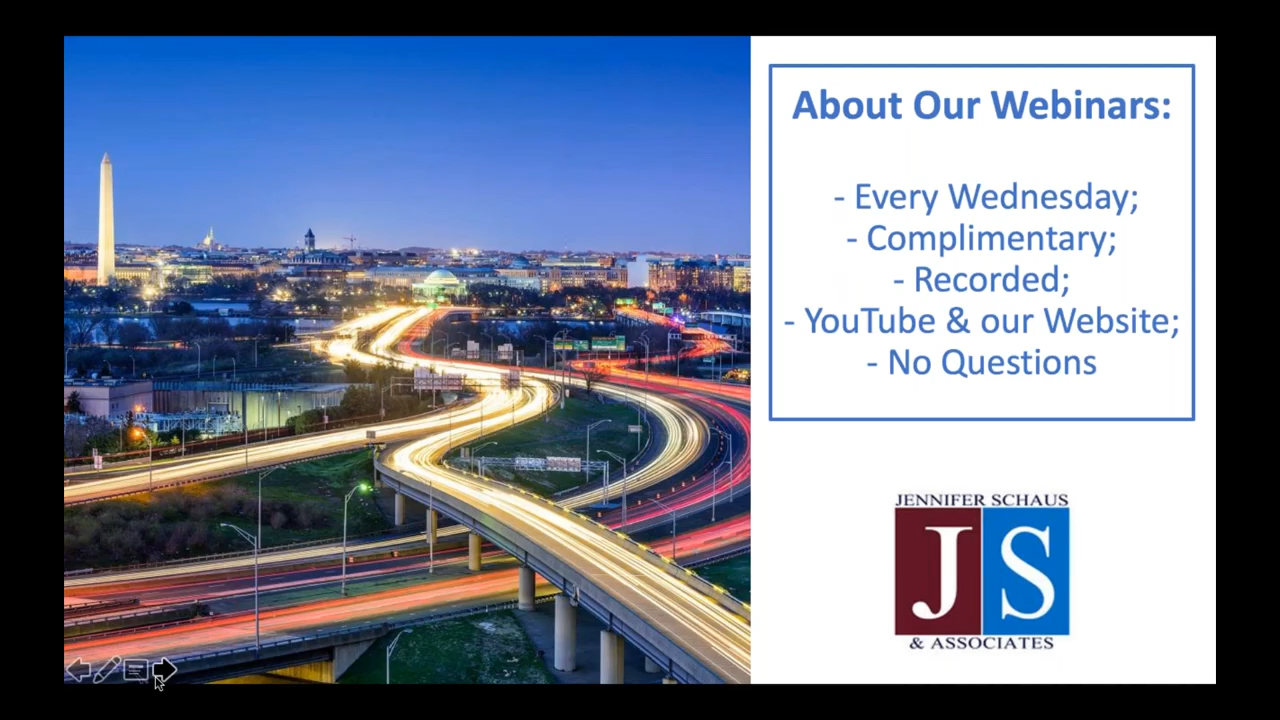 About Our Webinars:
- Every Wednesday;
- Complimentary;
- Recorded;
- YouTube & our Website;
- No Questions
JENNIFER SCHAUS
JS
& ASSOCIATES